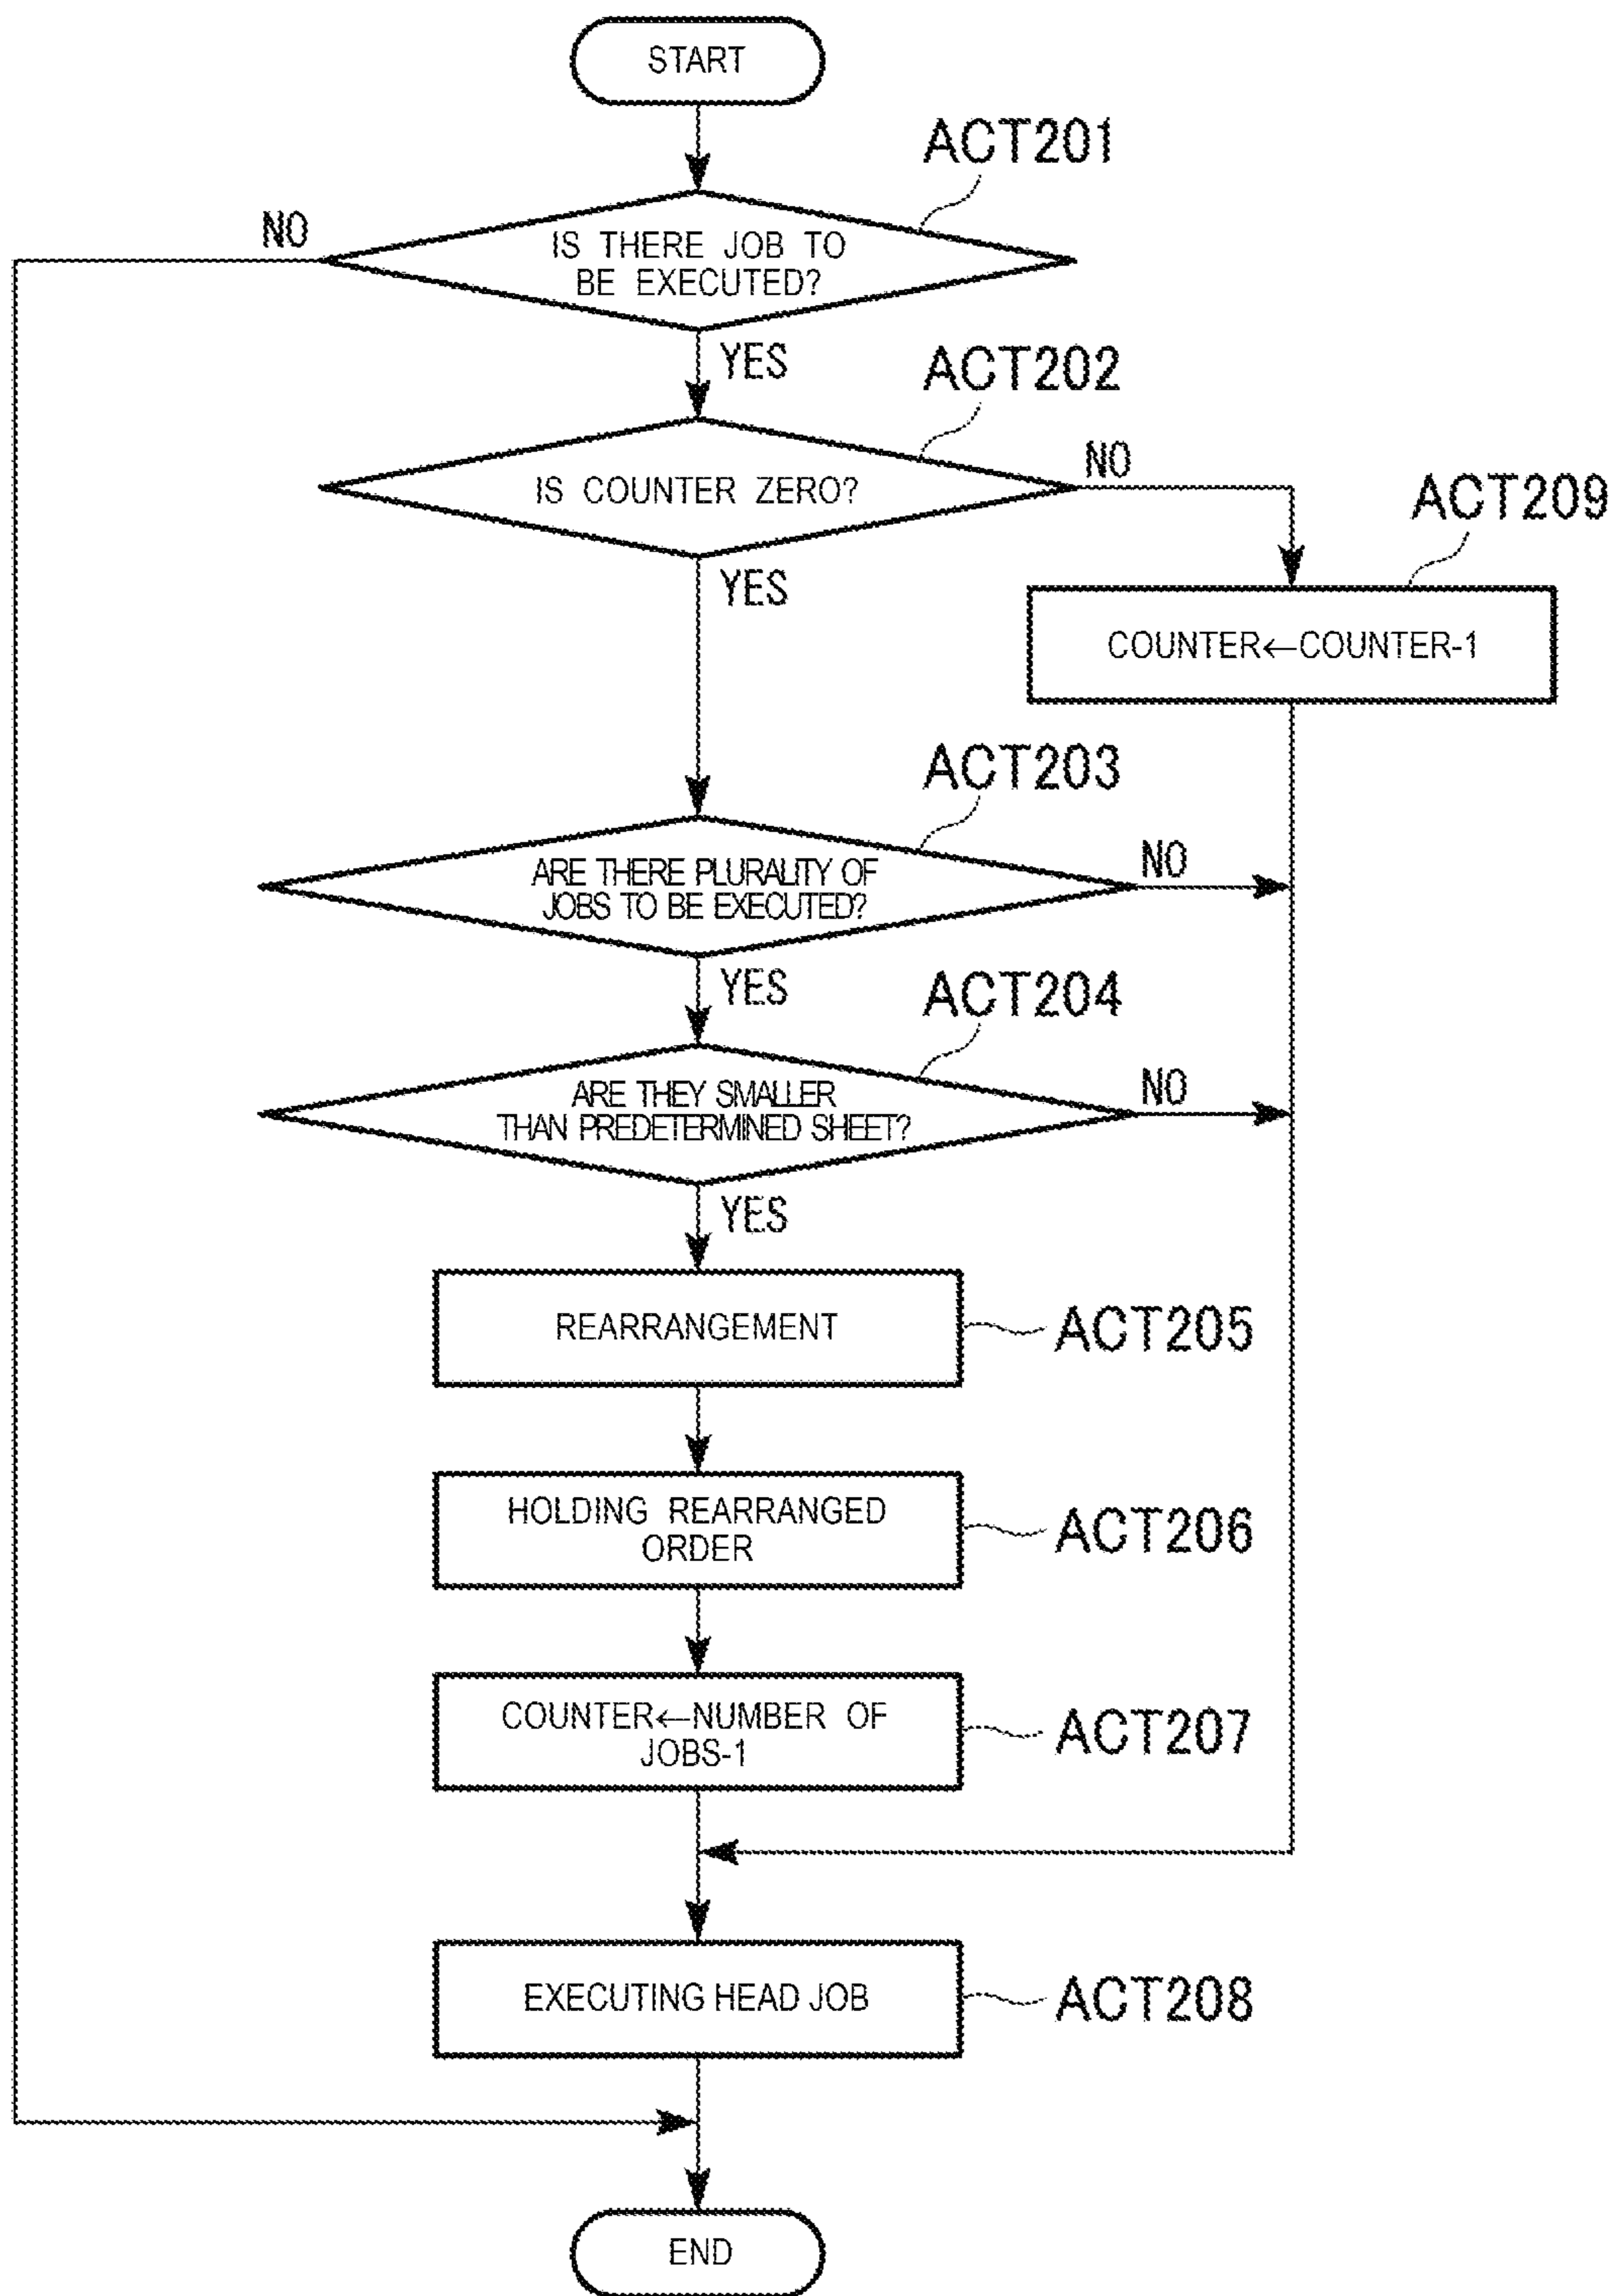 START
ACT201
NO
IS THERE JOB TO
BE EXECUTED?
YES
ACT202
IS COUNTER ZERO?
NO
ACT209
YES
COUNTER←COUNTER-1
ACT203
ARE THERE PLURALITY OF
JOBS TO BE EXECUTED?
NO
YES
ACT204
ARE THEY SMALLER
THAN PREDETERMINED SHEET?
NO
YES
REARRANGEMENT
ACT205
HOLDING REARRANGED
ORDER
ACT206
COUNTER←NUMBER OF
JOBS-1
ACT207
EXECUTING HEAD JOB
ACT208
END